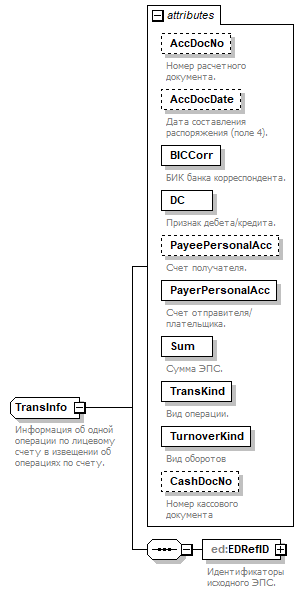 attributes
AccDocNo
Номер расчетного
документа.
AccDocDate
Дата составления
распоряжения (поле 4).
BICCorr
БИК банка корреспондента.
DC
Признак дебета/кредита.
PayeePersonalAcc
Счет получателя.
PayerPersonalAcc
Счет отправителя/
плательщика.
Sum
Сумма ЭПС.
TransKind
Вид операции.
TurnoverKind
Вид оборотов
CashDocNo
Номер кассового
документа
TransInfo
Информация об одной
операции по лицевому
счету в извещении об
операциях по счету.
ed:EDRefID
Идентификаторы
исходного ЭПС.